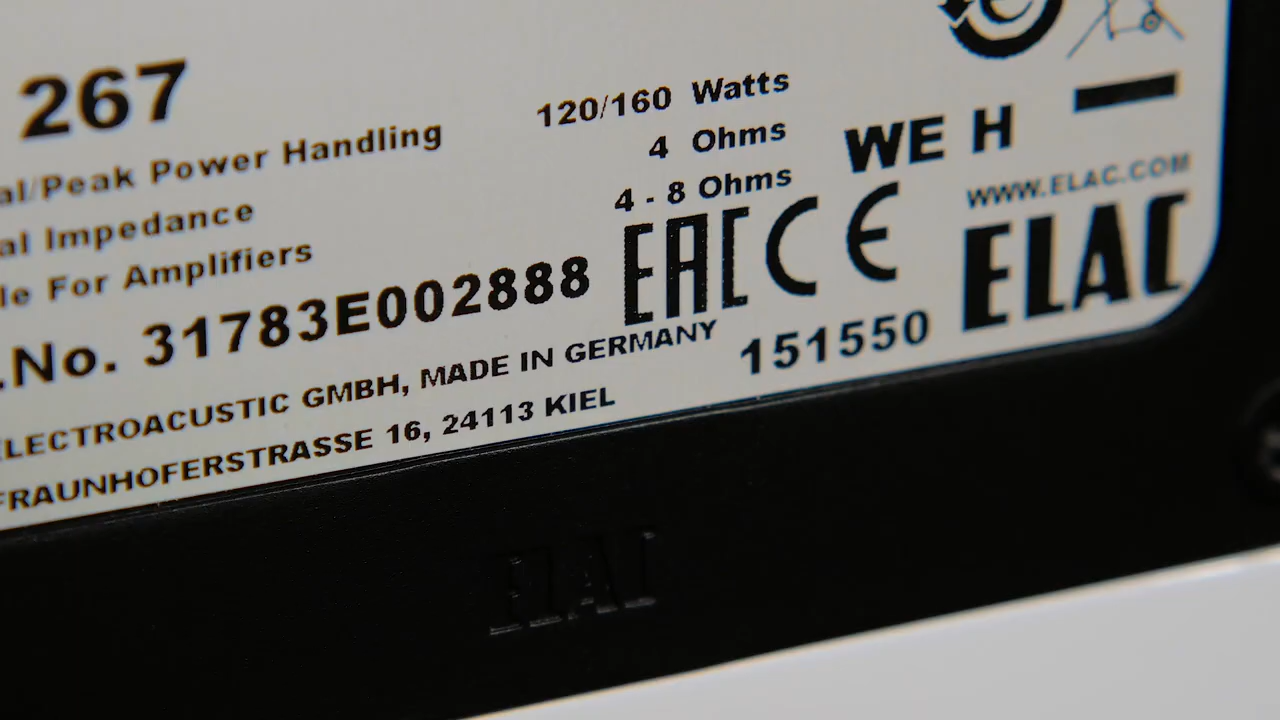 267
al/Peak Power Handling 120/160 Watts
al Impedance 4 Ohms
le For Amplifiers 4 - 8 Ohms
WE H
WWW.ELAC.COM
.No. 31783E002888 EAC CE ELAC
ELECTROACUSTIC GMBH, MADE IN GERMANY 151550
FRAUNHOFERSTRASSE 16, 24113 KIEL
ELAC